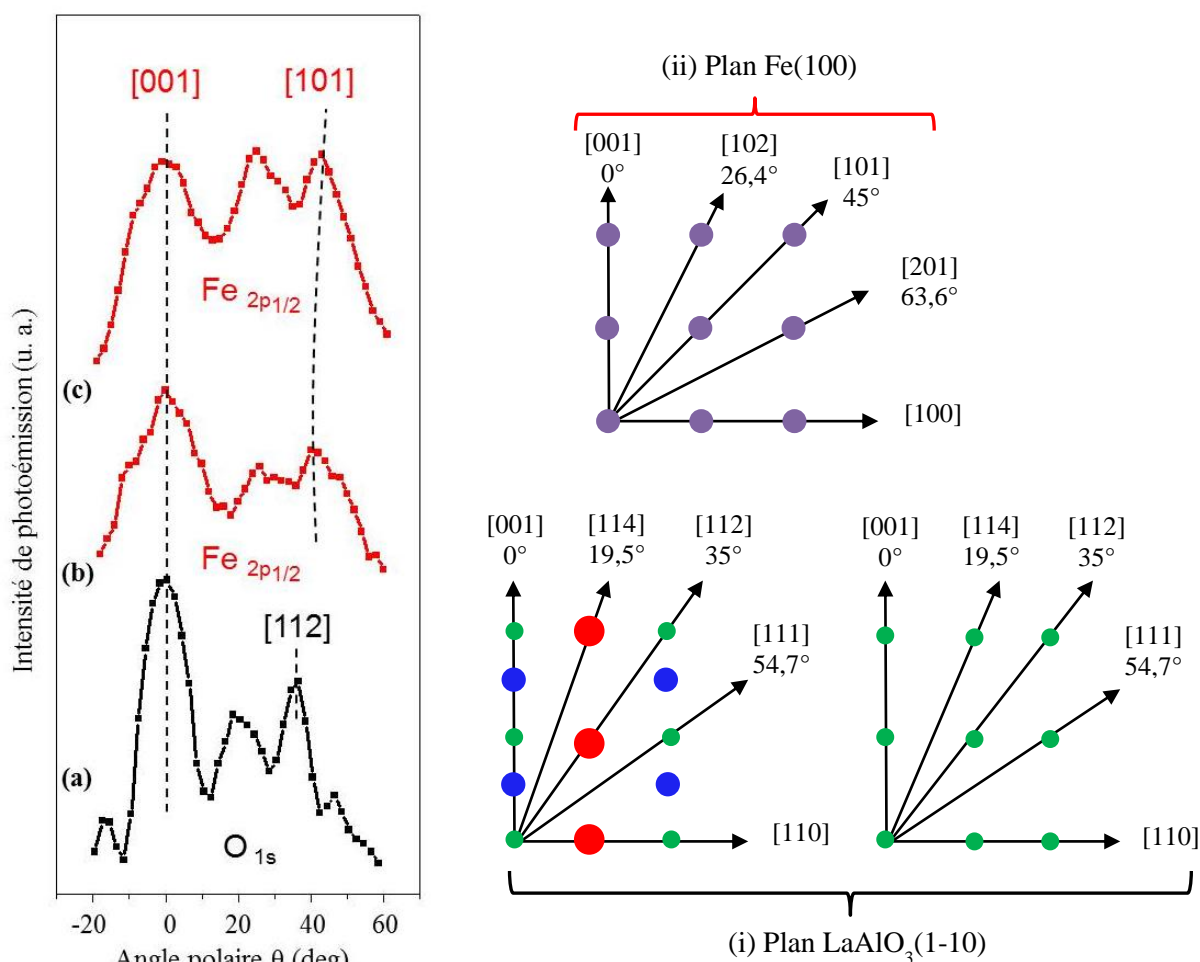 [001]
[101]
Fe 2p1/2
(c)
Fe 2p1/2
(b)
[112]
(a)
O 1s
Intensité de photoémission (u. a.)
-20 0 20 40 60
Angle polaire θ (deg)
(ii) Plan Fe(100)
[001]
0°
[102]
26,4°
[101]
45°
[201]
63,6°
[100]
[001]
0°
[114]
19,5°
[112]
35°
[111]
54,7°
[110]
[001]
0°
[114]
19,5°
[112]
35°
[111]
54,7°
[110]
(i) Plan LaAlO3(1-10)